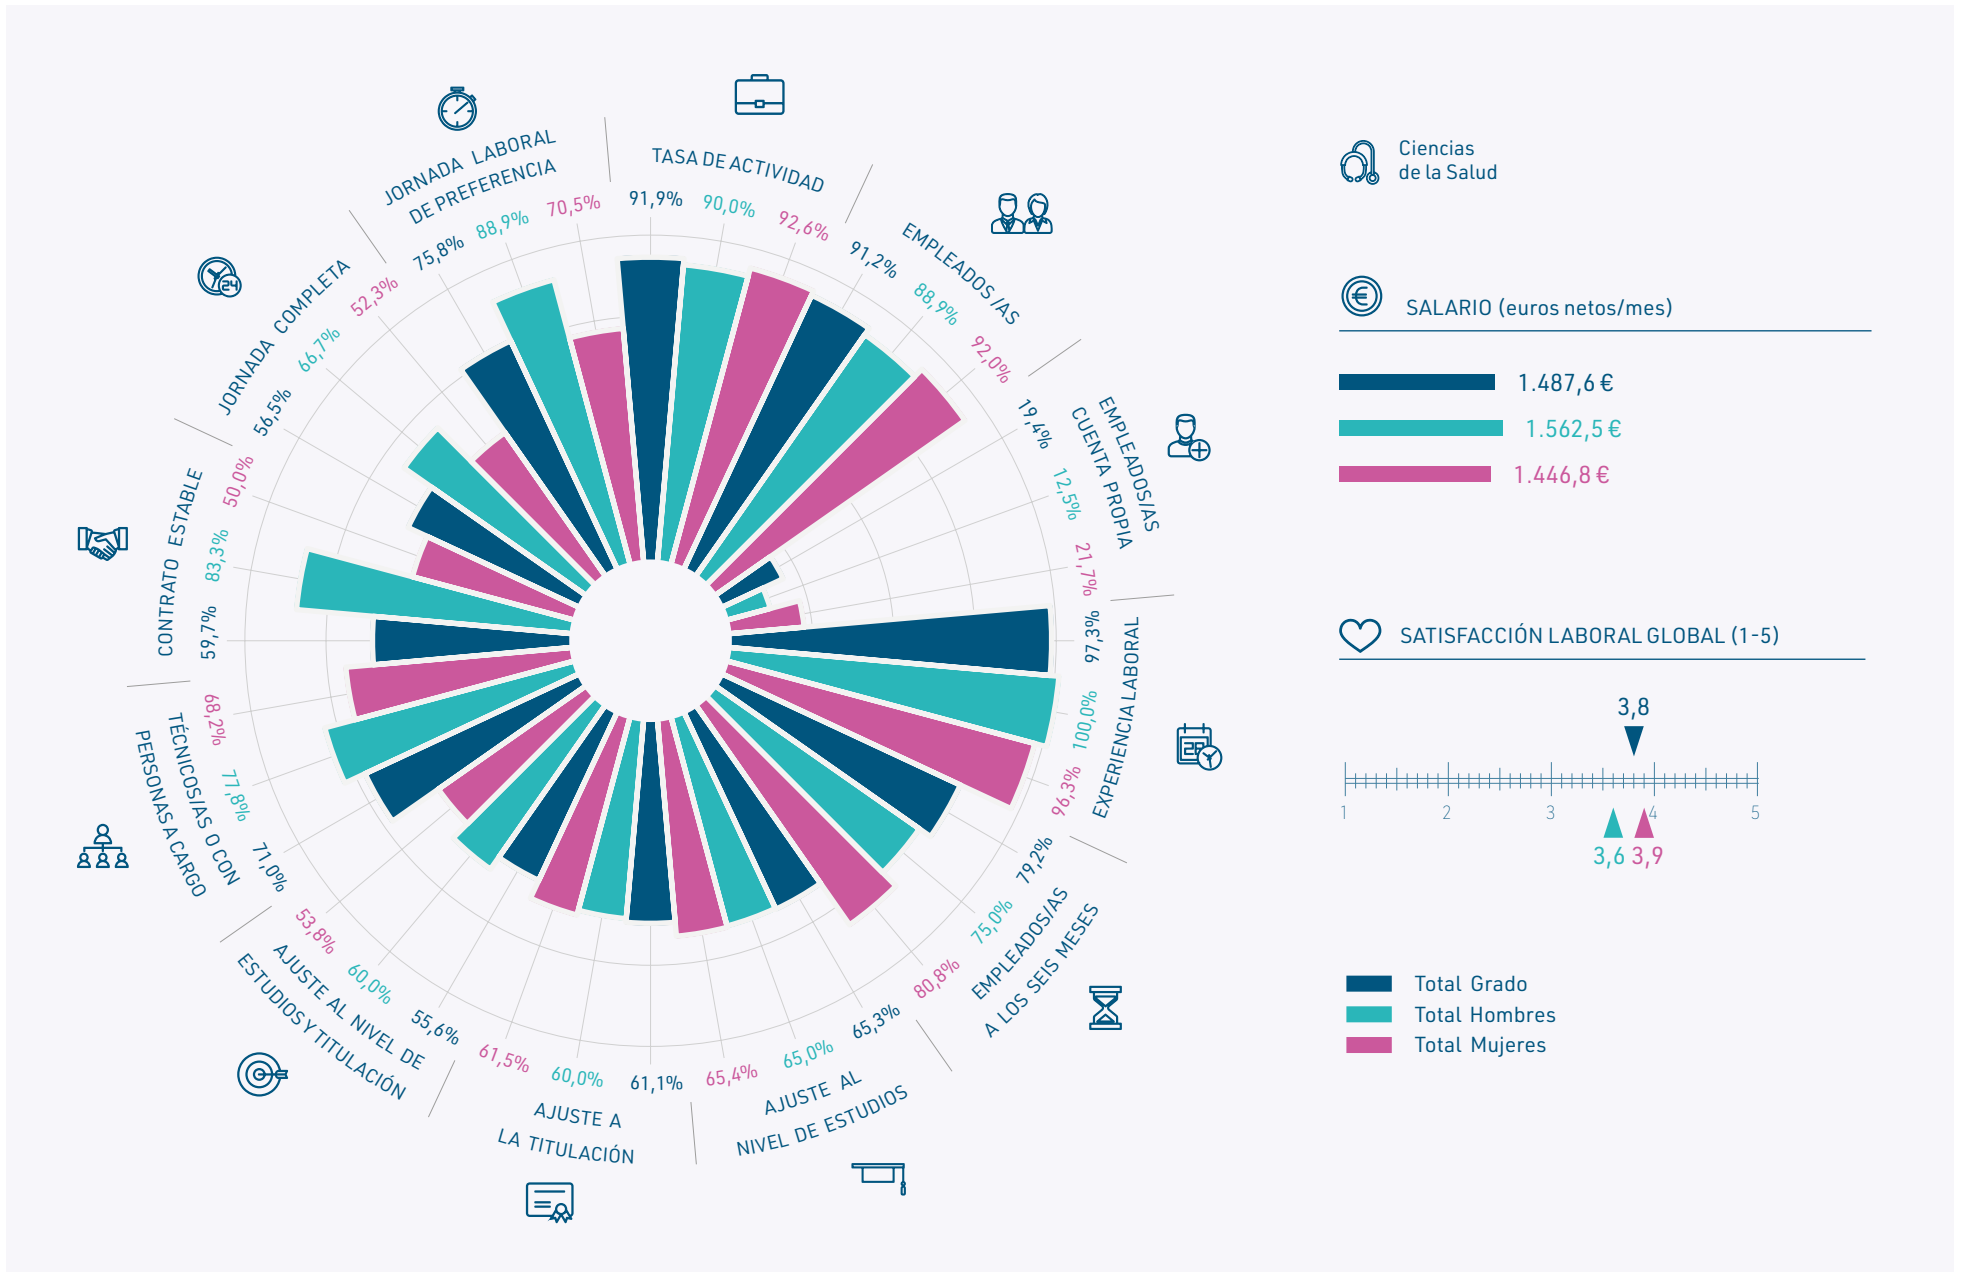 TASA DE ACTIVIDAD
91,9%
90,0%
92,6%
EMPLEADOS /AS
91,2%
88,9%
92,0%
EMPLEADOS/AS
CUENTA PROPIA
19,4%
12,5%
21,7%
EXPERIENCIA LABORAL
97,3%
100,0%
96,3%
EMPLEADOS/AS
A LOS SEIS MESES
79,2%
75,0%
80,8%
AJUSTE AL
NIVEL DE ESTUDIOS
65,3%
65,0%
65,4%
AJUSTE A
LA TITULACIÓN
61,1%
60,0%
61,5%
AJUSTE AL NIVEL DE
ESTUDIOS Y TITULACIÓN
55,6%
60,0%
53,8%
TÉCNICOS/AS O CON
PERSONAS A CARGO
71,0%
77,8%
68,2%
CONTRATO ESTABLE
59,7%
83,3%
50,0%
JORNADA COMPLETA
56,5%
66,7%
52,3%
JORNADA LABORAL
DE PREFERENCIA
75,8%
88,9%
70,5%
24
Ciencias
de la Salud
€
SALARIO (euros netos/mes)
1.487,6 €
1.562,5 €
1.446,8 €
SATISFACCIÓN LABORAL GLOBAL (1-5)
3,8
1 2 3 4 5
3,6 3,9
Total Grado
Total Hombres
Total Mujeres